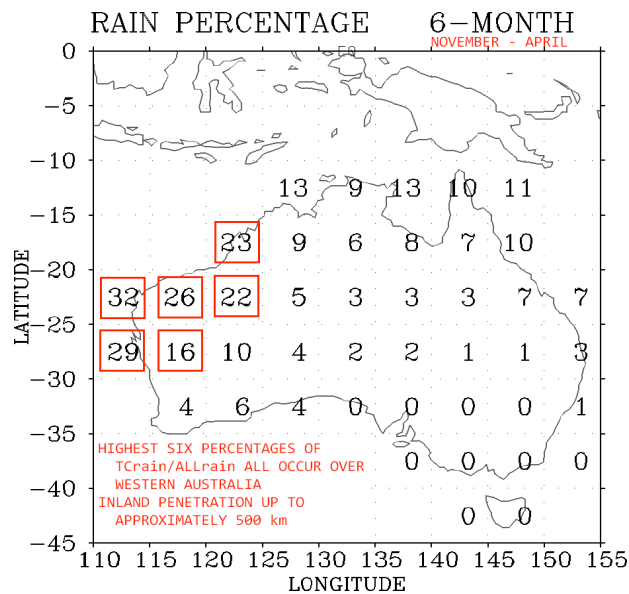 RAIN PERCENTAGE 6-MONTH
NOVEMBER - APRIL
EQ
0
-5
-10
13 9 13 10 11
-15
23 9 6 8 7 10
-20
32 26 22 5 3 3 3 7 7
-25
29 16 10 4 2 2 1 1 3
-30
4 6 4 0 0 0 0 1
-35
HIGHEST SIX PERCENTAGES OF
TCrain/ALLrain ALL OCCUR OVER
WESTERN AUSTRALIA
0 0 0 0
INLAND PENETRATION UP TO
APPROXIMATELY 500 km
-40
0 0
-45
110 115 120 125 130 135 140 145 150 155
LATITUDE
LONGITUDE